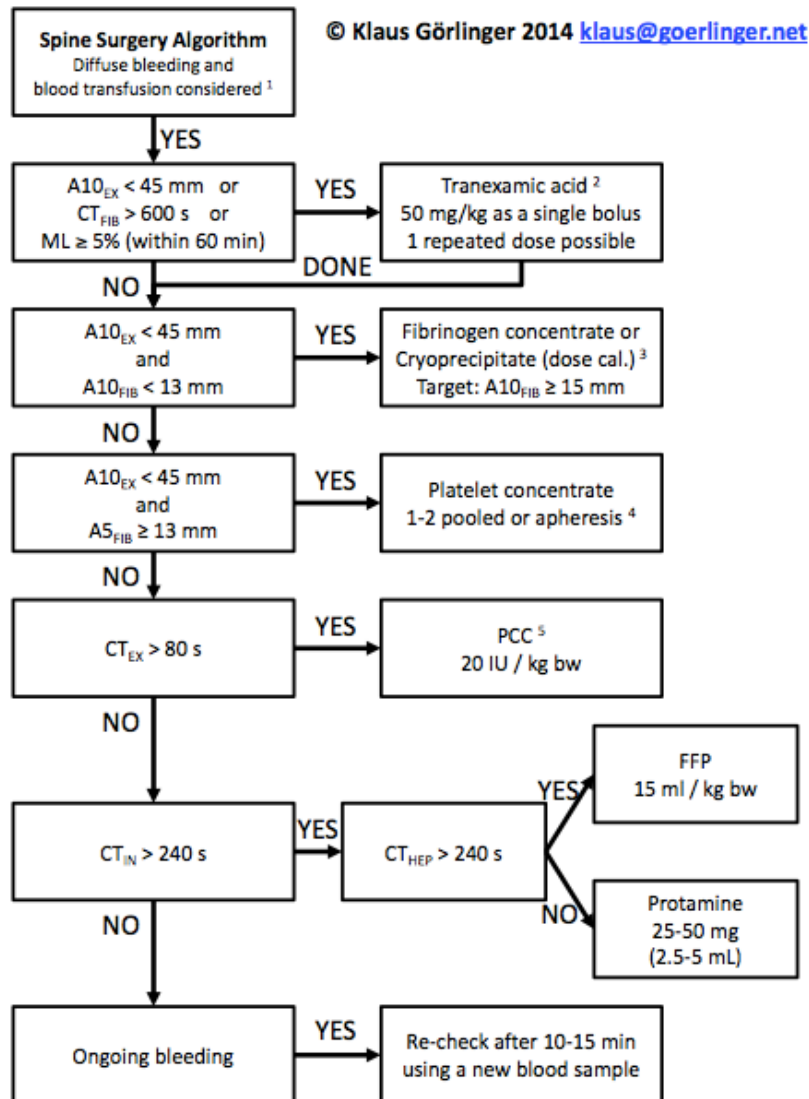 © Klaus Görlinger 2014 klaus@goerlinger.net
Spine Surgery Algorithm
Diffuse bleeding and
blood transfusion considered 1
YES
A10EX < 45 mm or
CTFIB > 600 s or
ML ≥ 5% (within 60 min)
YES
Tranexamic acid 2
50 mg/kg as a single bolus
1 repeated dose possible
DONE
NO
A10EX < 45 mm
and
A10FIB < 13 mm
YES
Fibrinogen concentrate or
Cryoprecipitate (dose cal.) 3
Target: A10FIB ≥ 15 mm
NO
A10EX < 45 mm
and
A5FIB ≥ 13 mm
YES
Platelet concentrate
1-2 pooled or apheresis 4
NO
CTEX > 80 s
YES
PCC 5
20 IU / kg bw
NO
CTIN > 240 s
YES
CTHEP > 240 s
YES
FFP
15 ml / kg bw
NO
Protamine
25-50 mg
(2.5-5 mL)
NO
Ongoing bleeding
YES
Re-check after 10-15 min
using a new blood sample